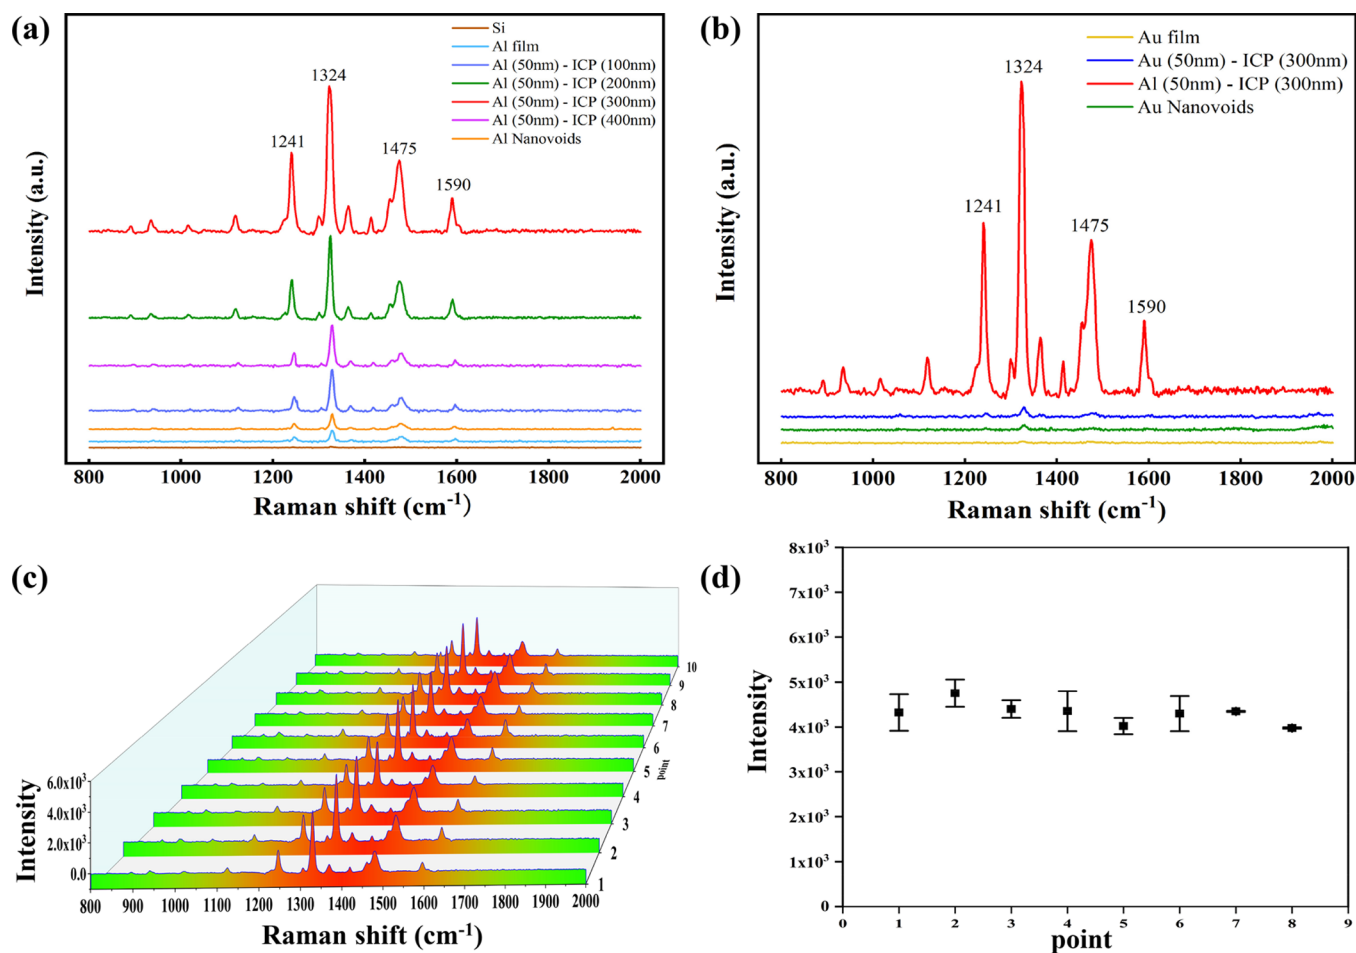 (a)
Si
Al film
Al (50nm) - ICP (100nm)
Al (50nm) - ICP (200nm)
Al (50nm) - ICP (300nm)
Al (50nm) - ICP (400nm)
Al Nanovoids
1324
1241
1475
1590
Intensity (a.u.)
800 1000 1200 1400 1600 1800 2000
Raman shift (cm⁻¹)
(b)
Au film
Au (50nm) - ICP (300nm)
Al (50nm) - ICP (300nm)
Au Nanovoids
1324
1241
1475
1590
Intensity (a.u.)
800 1000 1200 1400 1600 1800 2000
Raman shift (cm⁻¹)
(c)
6.0x10³
4.0x10³
2.0x10³
0.0
Intensity
10
9
8
7
6
5
4
3
2
1
point
800 900 1000 1100 1200 1300 1400 1500 1600 1700 1800 1900 2000
Raman shift (cm⁻¹)
(d)
8x10³
7x10³
6x10³
5x10³
4x10³
3x10³
2x10³
1x10³
0
Intensity
0 1 2 3 4 5 6 7 8 9
point